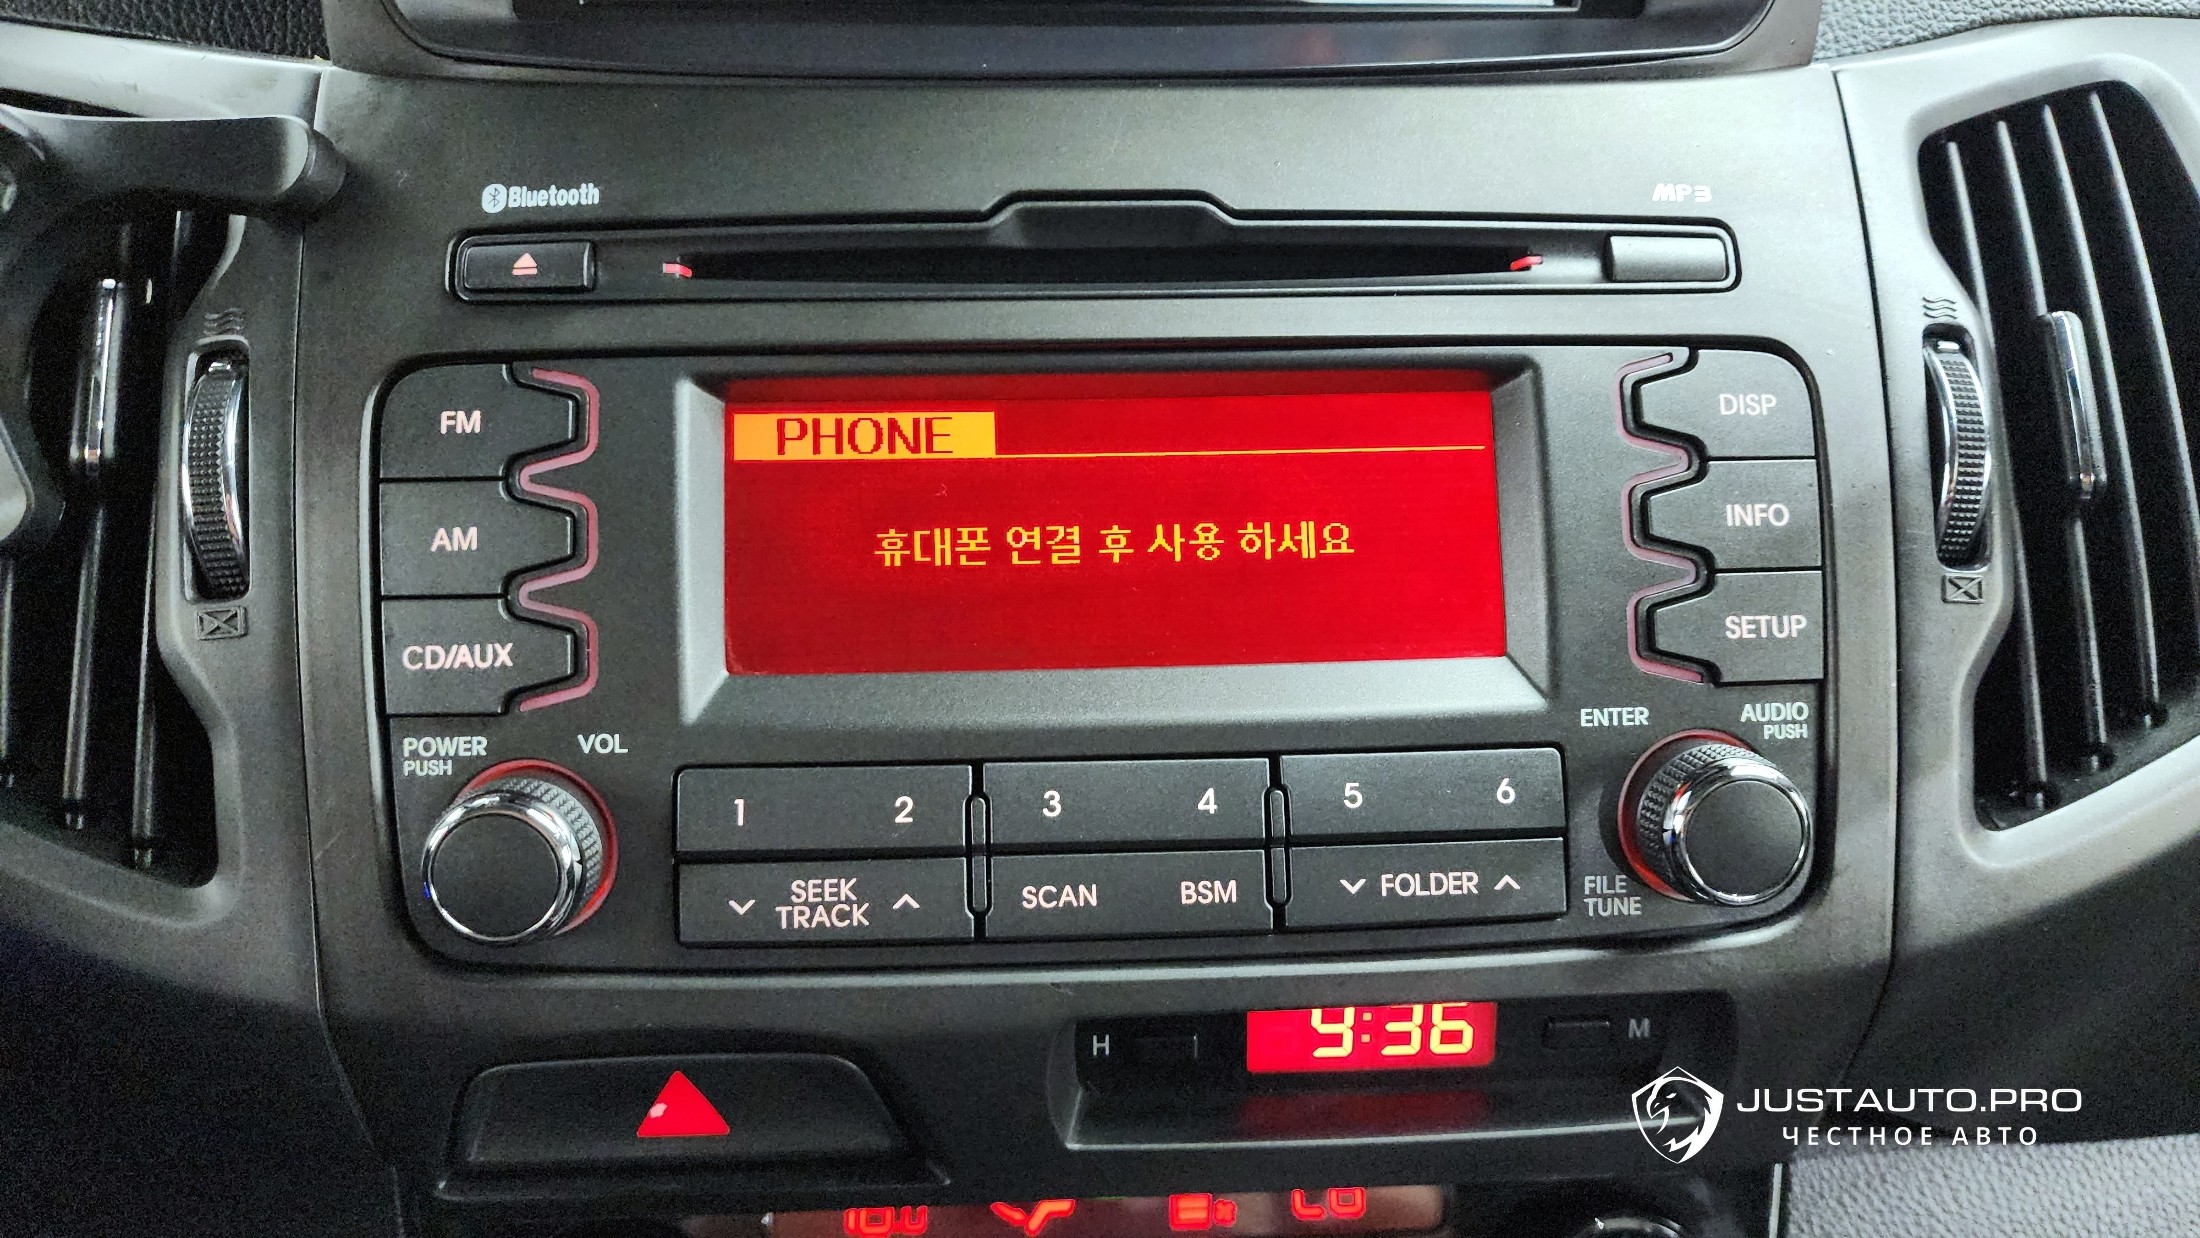 Bluetooth
MP3
FM
DISP
PHONE
AM
INFO
휴대폰 연결 후 사용 하세요
CD/AUX
SETUP
POWER
PUSH
VOL
ENTER
AUDIO
PUSH
1 2 3 4 5 6
SEEK
TRACK
SCAN BSM
FOLDER
FILE
TUNE
H
9:36
M
JUSTAUTO.PRO
ЧЕСТНОЕ АВТО
LO